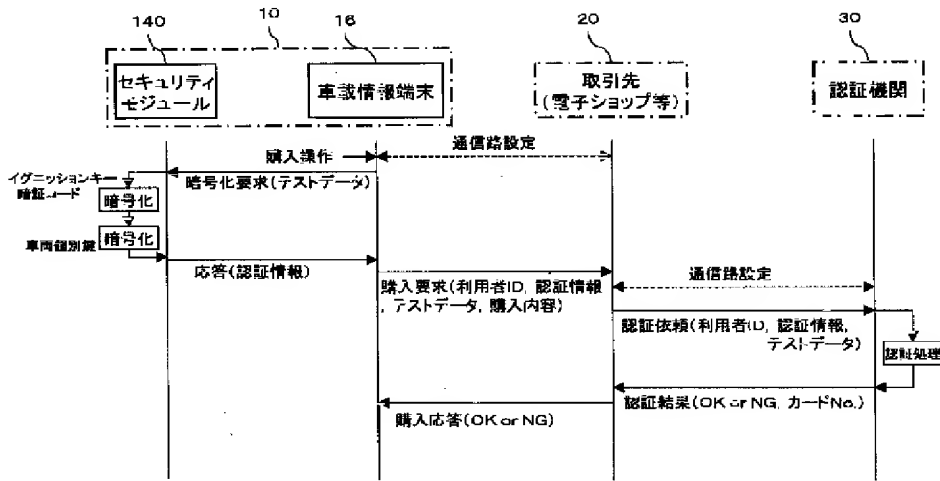 140
10
16
20
30
セキュリティ
モジュール
車載情報端末
取引先
(電子ショップ等)
認証機関
購入操作
通信路設定
暗号化要求(テストデータ)
イグニッションキー
暗証コード
暗号化
車両個別鍵
暗号化
応答(認証情報)
購入要求(利用者ID, 認証情報
, テストデータ, 購入内容)
通信路設定
認証依頼(利用者ID, 認証情報,
テストデータ)
認証処理
認証結果(OK or NG, カードNo.)
購入応答(OK or NG)